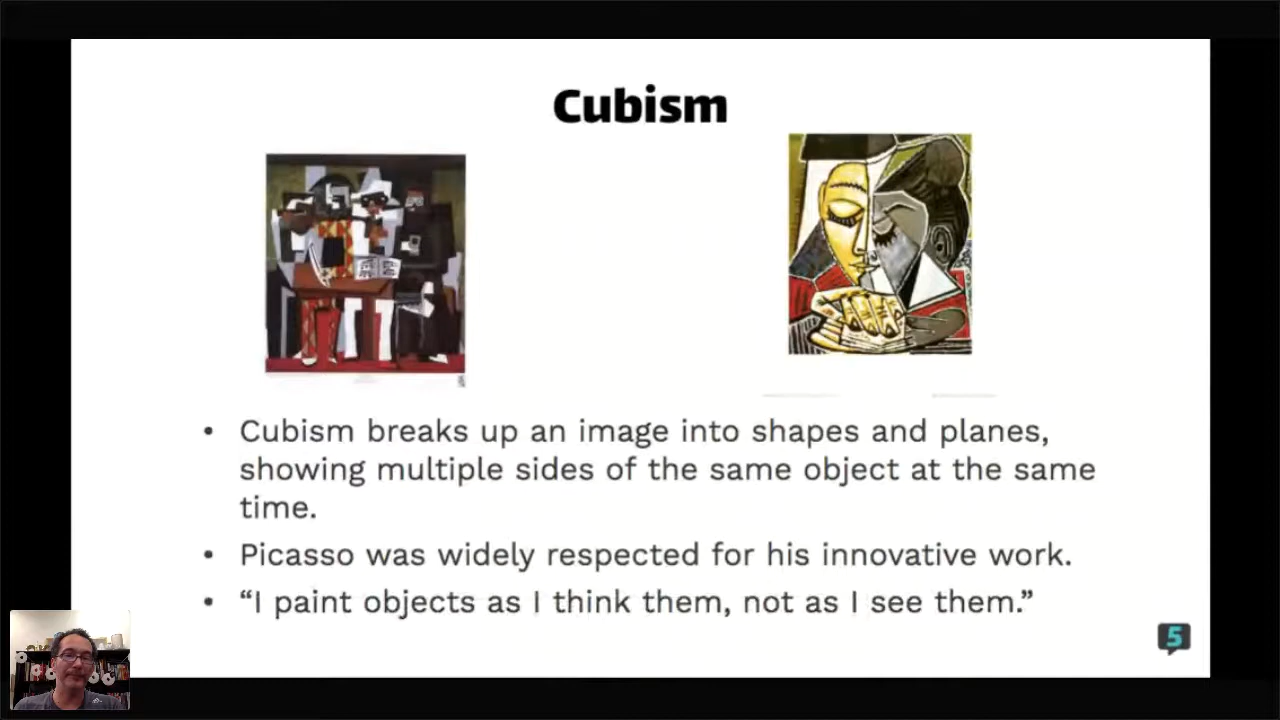 Cubism
• Cubism breaks up an image into shapes and planes,
showing multiple sides of the same object at the same
time.
• Picasso was widely respected for his innovative work.
• “I paint objects as I think them, not as I see them.”
5